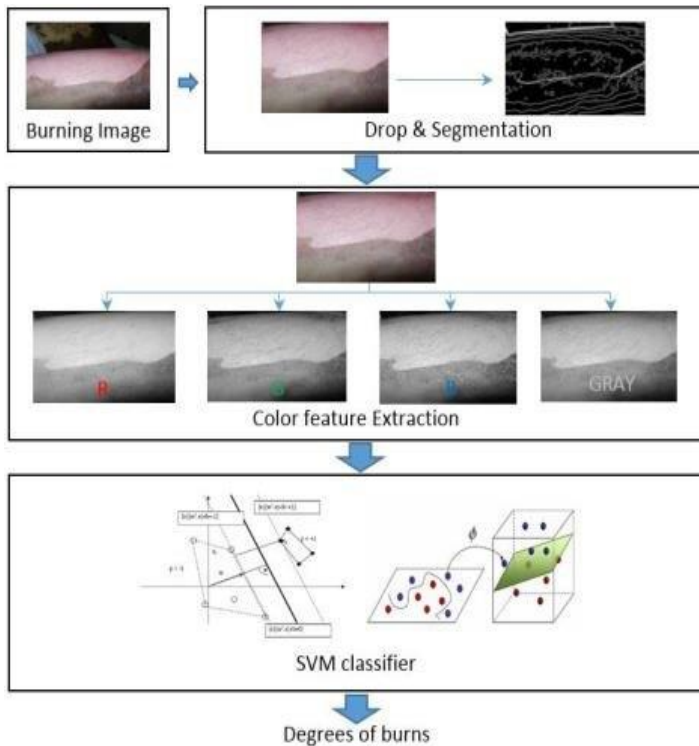 Burning Image
Drop & Segmentation
R
G
B
GRAY
Color feature Extraction
ϕ
SVM classifier
Degrees of burns